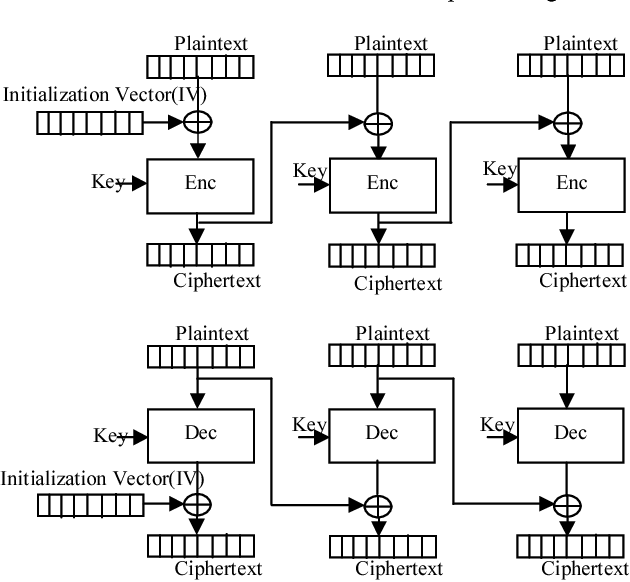 Plaintext Plaintext Plaintext
Initialization Vector(IV)
Key Enc Key Enc Key Enc
Ciphertext Ciphertext Ciphertext
Plaintext Plaintext Plaintext
Key Dec Key Dec Key Dec
Initialization Vector(IV)
Ciphertext Ciphertext Ciphertext